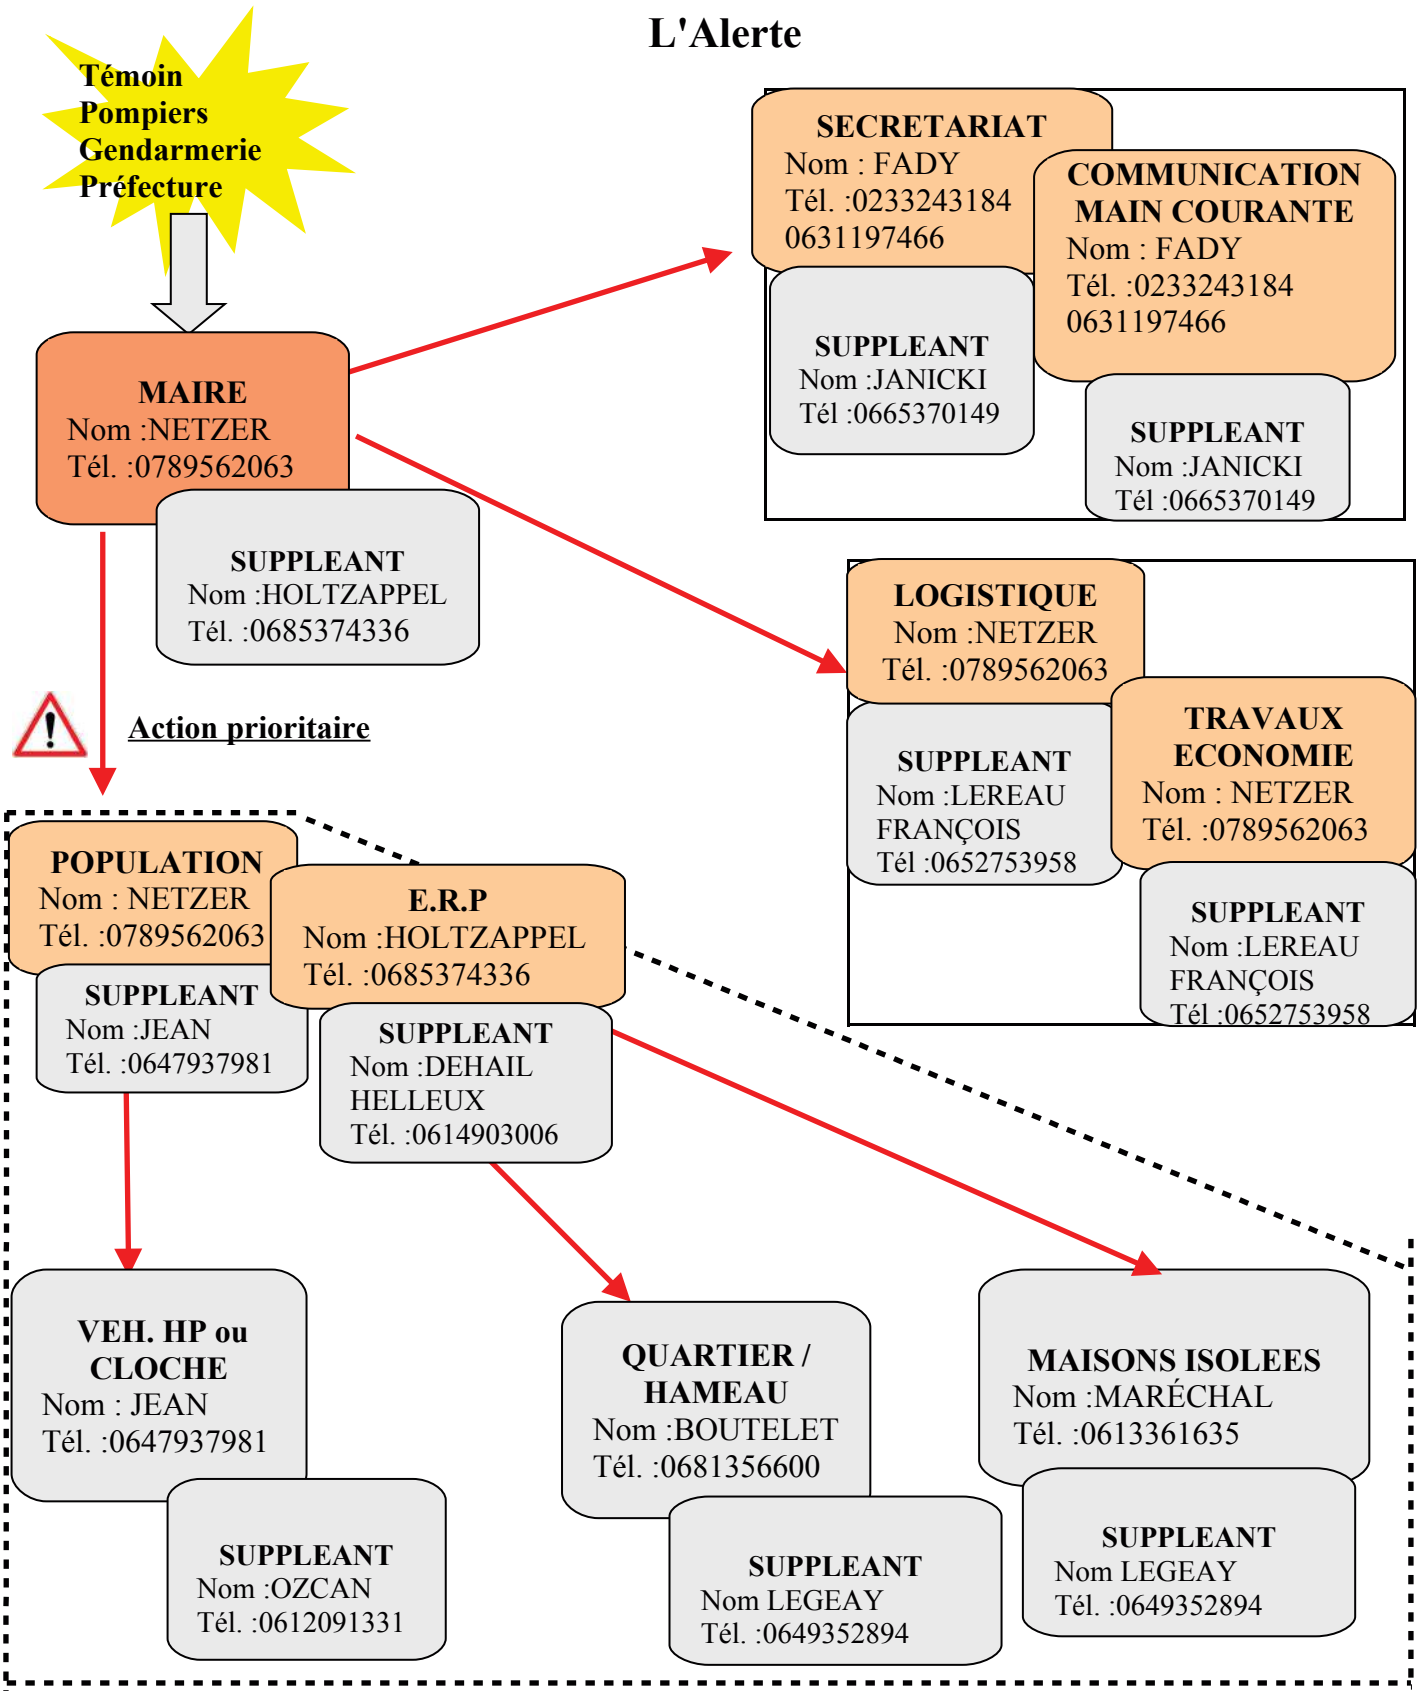 L'Alerte
Témoin
Pompiers
Gendarmerie
Préfecture
SECRETARIAT
Nom : FADY
Tél. :0233243184
0631197466
COMMUNICATION
MAIN COURANTE
Nom : FADY
Tél. :0233243184
0631197466
SUPPLEANT
Nom :JANICKI
Tél :0665370149
SUPPLEANT
Nom :JANICKI
Tél :0665370149
MAIRE
Nom :NETZER
Tél. :0789562063
SUPPLEANT
Nom :HOLTZAPPEL
Tél. :0685374336
LOGISTIQUE
Nom :NETZER
Tél. :0789562063
TRAVAUX
ECONOMIE
Nom : NETZER
Tél. :0789562063
SUPPLEANT
Nom :LEREAU
FRANÇOIS
Tél :0652753958
SUPPLEANT
Nom :LEREAU
FRANÇOIS
Tél :0652753958
Action prioritaire
POPULATION
Nom : NETZER
Tél. :0789562063
E.R.P
Nom :HOLTZAPPEL
Tél. :0685374336
SUPPLEANT
Nom :JEAN
Tél. :0647937981
SUPPLEANT
Nom :DEHAIL
HELLEUX
Tél. :0614903006
VEH. HP ou
CLOCHE
Nom : JEAN
Tél. :0647937981
SUPPLEANT
Nom :OZCAN
Tél. :0612091331
QUARTIER /
HAMEAU
Nom :BOUTELET
Tél. :0681356600
SUPPLEANT
Nom LEGEAY
Tél. :0649352894
MAISONS ISOLEES
Nom :MARÉCHAL
Tél. :0613361635
SUPPLEANT
Nom LEGEAY
Tél. :0649352894